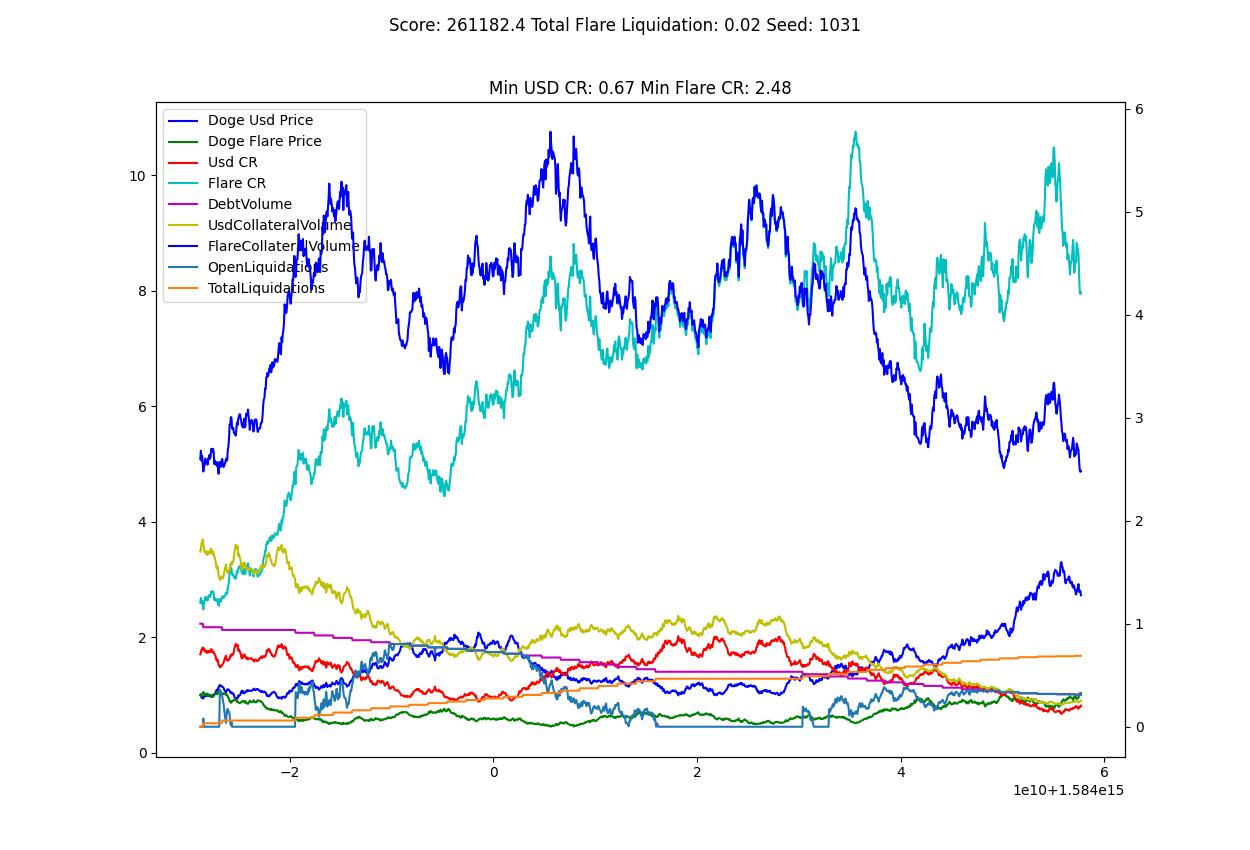 Score: 261182.4 Total Flare Liquidation: 0.02 Seed: 1031
Min USD CR: 0.67 Min Flare CR: 2.48
Doge Usd Price
Doge Flare Price
Usd CR
Flare CR
DebtVolume
UsdCollateralVolume
FlareCollateralVolume
OpenLiquidations
TotalLiquidations
10
8
6
4
2
0
6
5
4
3
2
1
0
−2 0 2 4 6
1e10+1.584e15